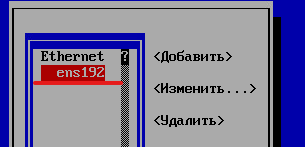 Ethernet ?
<Добавить>
ens192
<Изменить...>
<Удалить>